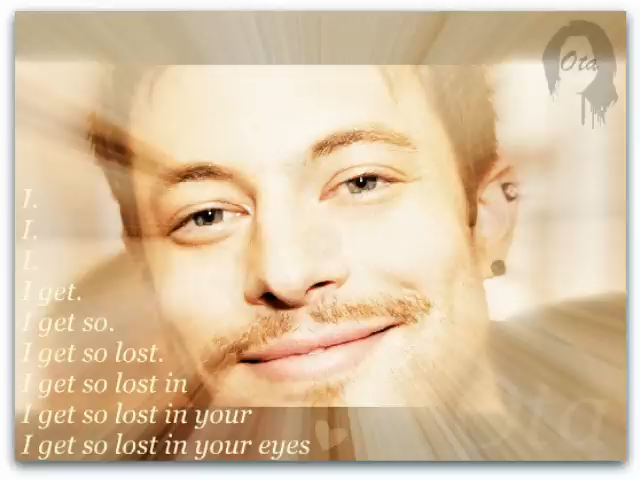 Ota
I.
I.
I.
I get.
I get so.
I get so lost.
I get so lost in
I get so lost in your
I get so lost in your eyes
Ota